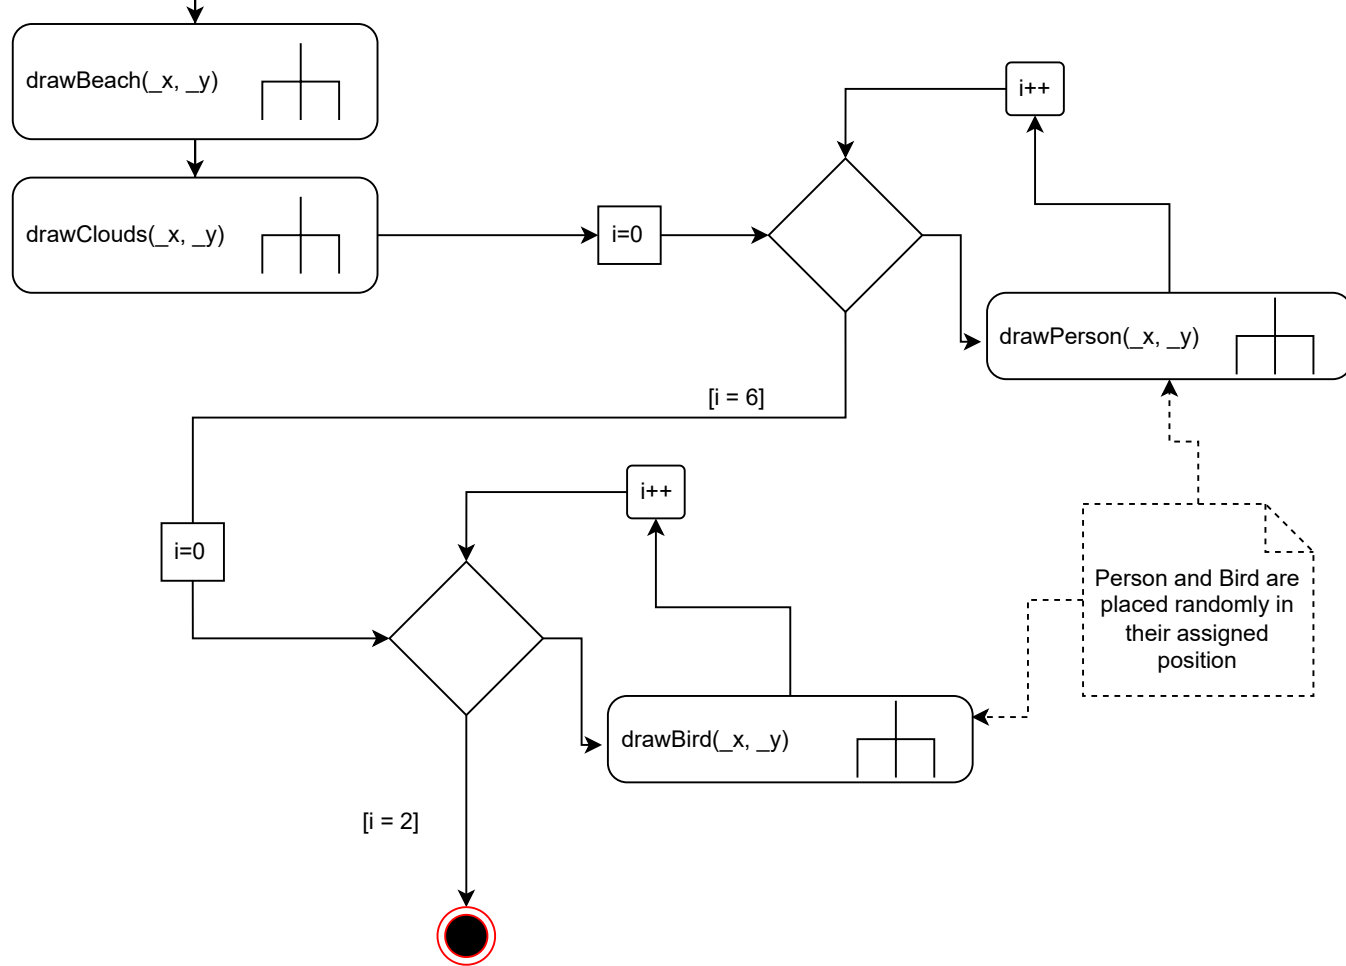 drawBeach(_x, _y)
i++
drawClouds(_x, _y)
i=0
drawPerson(_x, _y)
[i = 6]
i++
i=0
Person and Bird are
placed randomly in
their assigned
position
drawBird(_x, _y)
[i = 2]